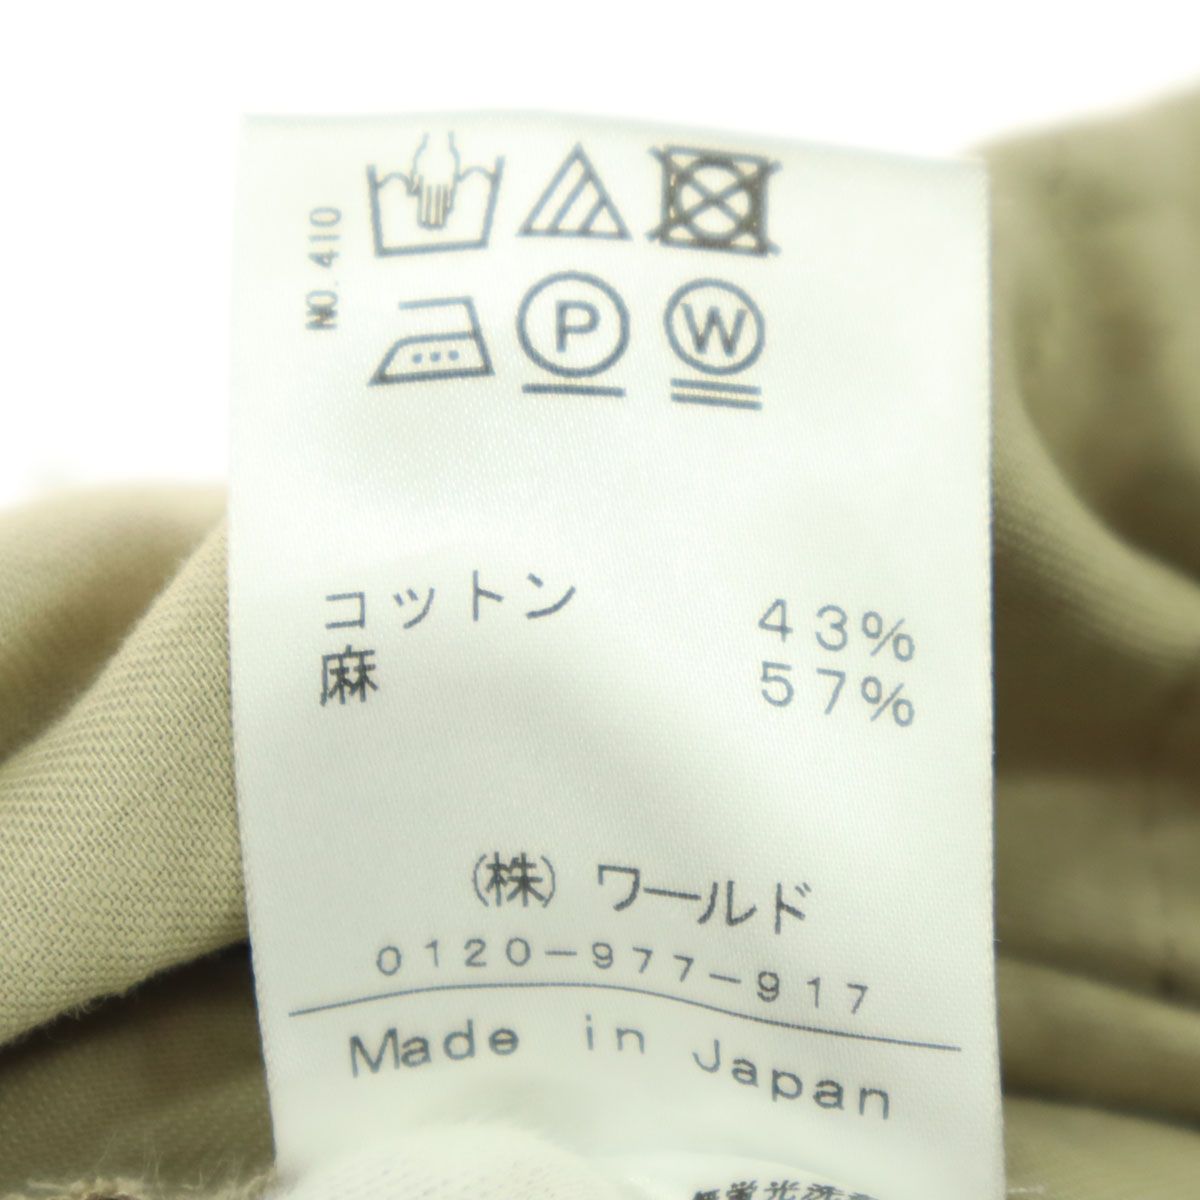 NO.410
P W
コットン 43%
麻 57%
(株) ワールド
0120-977-917
Made in Japan